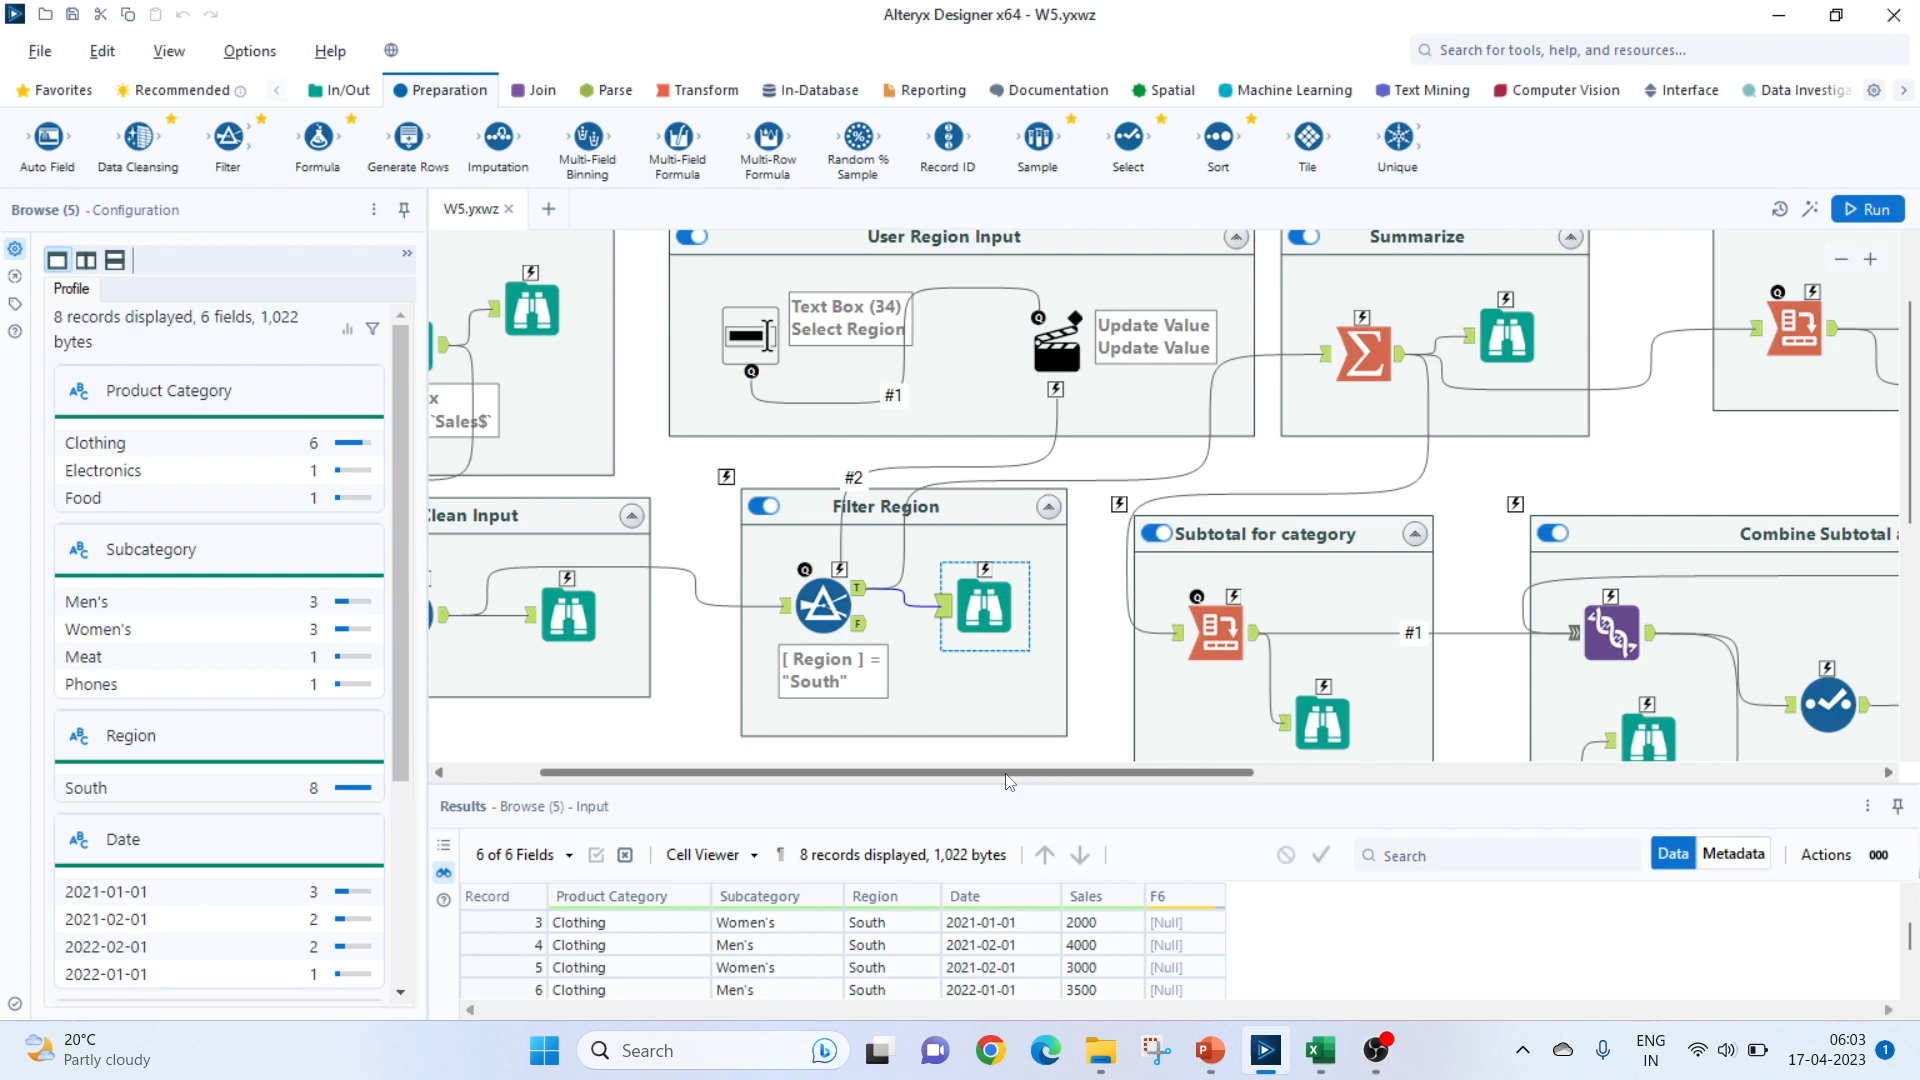 Alteryx Designer x64 - W5.yxwz
File Edit View Options Help
Search for tools, help, and resources...
Favorites Recommended In/Out Preparation Join Parse Transform In-Database Reporting Documentation Spatial Machine Learning Text Mining Computer Vision Interface Data Investiga
Auto Field
Data Cleansing
Filter
Formula
Generate Rows
Imputation
Multi-Field
Binning
Multi-Field
Formula
Multi-Row
Formula
Random %
Sample
Record ID
Sample
Select
Sort
Tile
Unique
Browse (5) - Configuration
W5.yxwz
Run
Profile
8 records displayed, 6 fields, 1,022
bytes
ABC Product Category
Clothing 6
Electronics 1
Food 1
ABC Subcategory
Men's 3
Women's 3
Meat 1
Phones 1
ABC Region
South 8
ABC Date
2021-01-01 3
2021-02-01 2
2022-02-01 2
2022-01-01 1
x
`Sales$`
User Region Input
Text Box (34)
Select Region
Q
#1
Q
Update Value
Update Value
Summarize
Q
Clean Input
#2
Filter Region
Q
T
F
[ Region ] =
"South"
Subtotal for category
Q
#1
Combine Subtotal a
Results - Browse (5) - Input
6 of 6 Fields Cell Viewer 8 records displayed, 1,022 bytes Search Data Metadata Actions 000
Record Product Category Subcategory Region Date Sales F6
3 Clothing Women's South 2021-01-01 2000 [Null]
4 Clothing Men's South 2021-02-01 4000 [Null]
5 Clothing Women's South 2021-02-01 3000 [Null]
6 Clothing Men's South 2022-01-01 3500 [Null]
20°C
Partly cloudy
Search
ENG
IN
06:03
17-04-2023
1